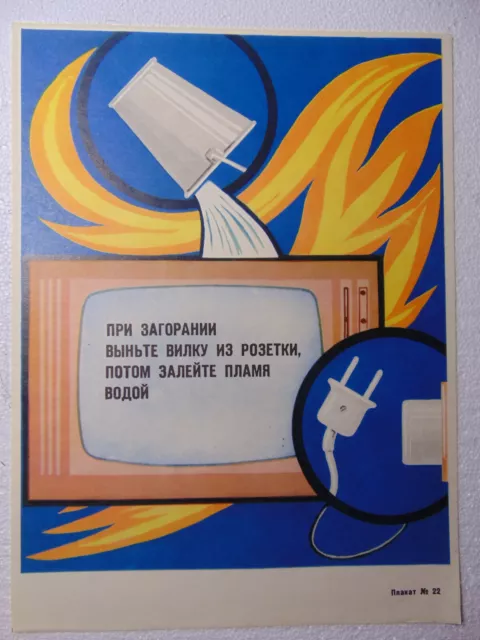 ПРИ ЗАГОРАНИИ
ВЫНЬТЕ ВИЛКУ ИЗ РОЗЕТКИ,
ПОТОМ ЗАЛЕЙТЕ ПЛАМЯ
ВОДОЙ
Плакат № 22